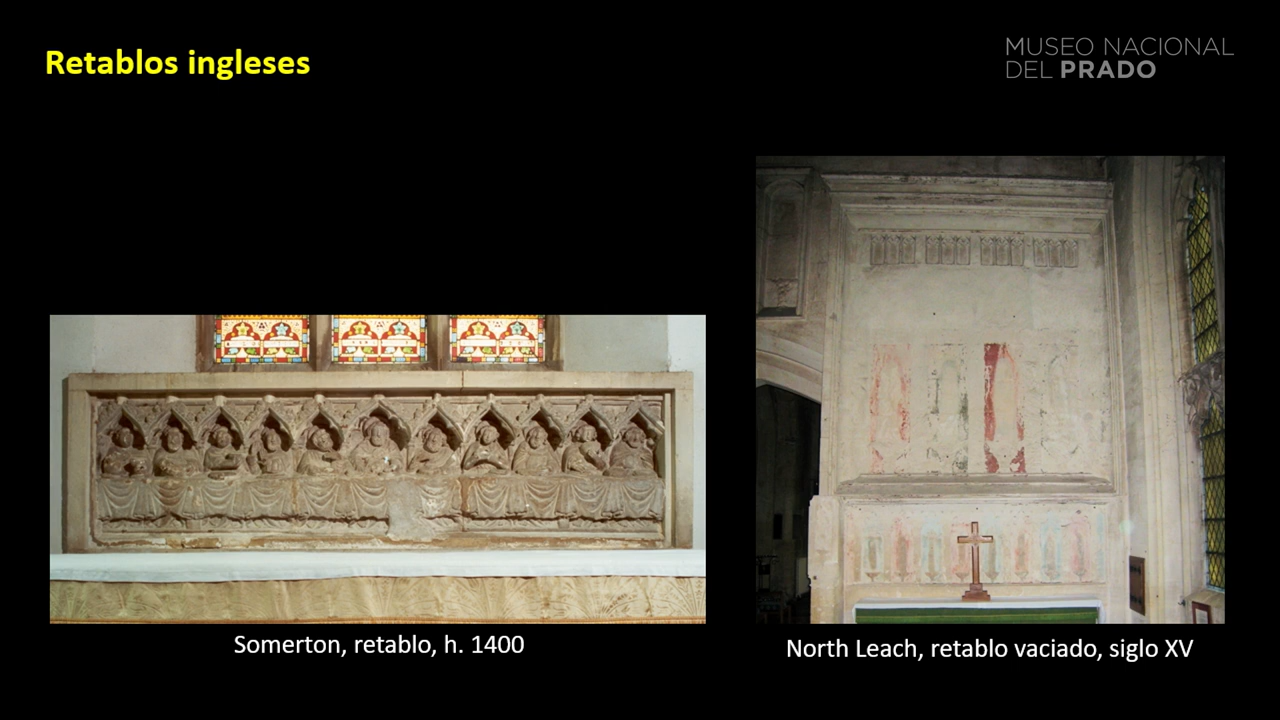 Retablos ingleses
MUSEO NACIONAL
DEL PRADO
Somerton, retablo, h. 1400
North Leach, retablo vaciado, siglo XV